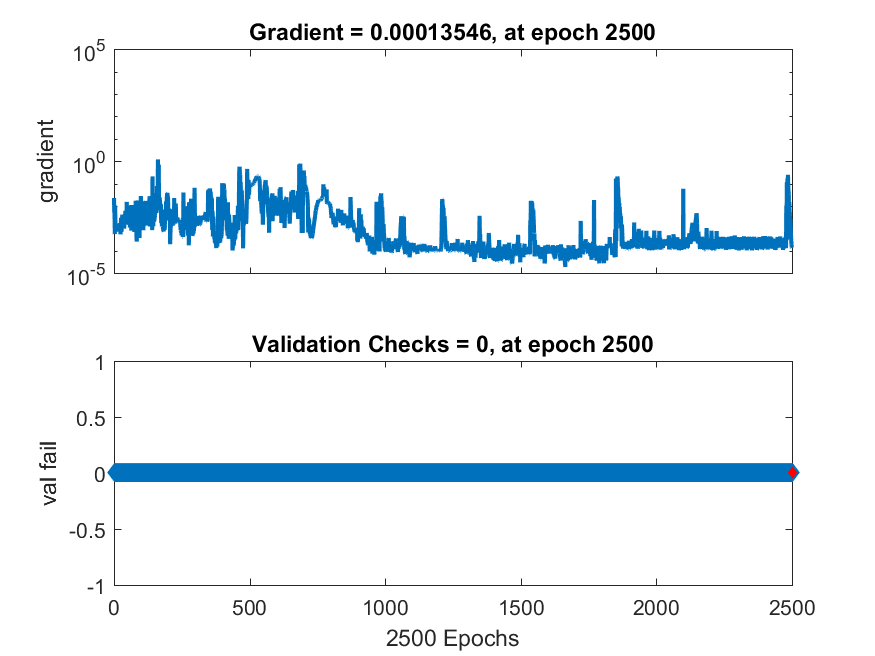 Gradient = 0.00013546, at epoch 2500
10^5
10^0
10^-5
gradient
Validation Checks = 0, at epoch 2500
1
0.5
0
-0.5
-1
val fail
0 500 1000 1500 2000 2500
2500 Epochs